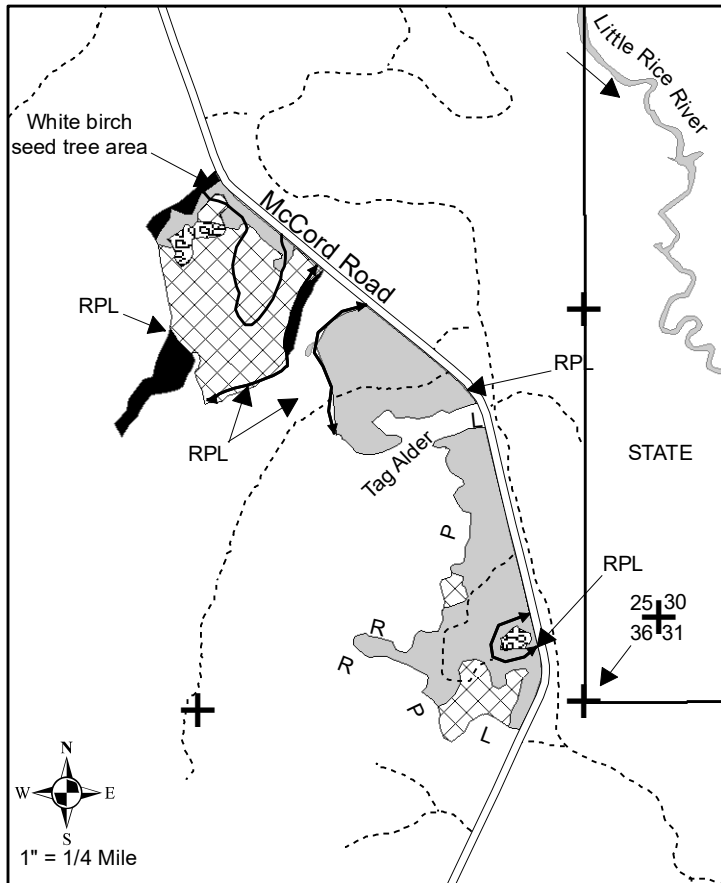 Little Rice River
White birch
seed tree area
McCord Road
RPL
RPL
RPL
L
Tag Alder
STATE
P
RPL
25 30
36 31
R
R
P
L
N
W E
S
1" = 1/4 Mile